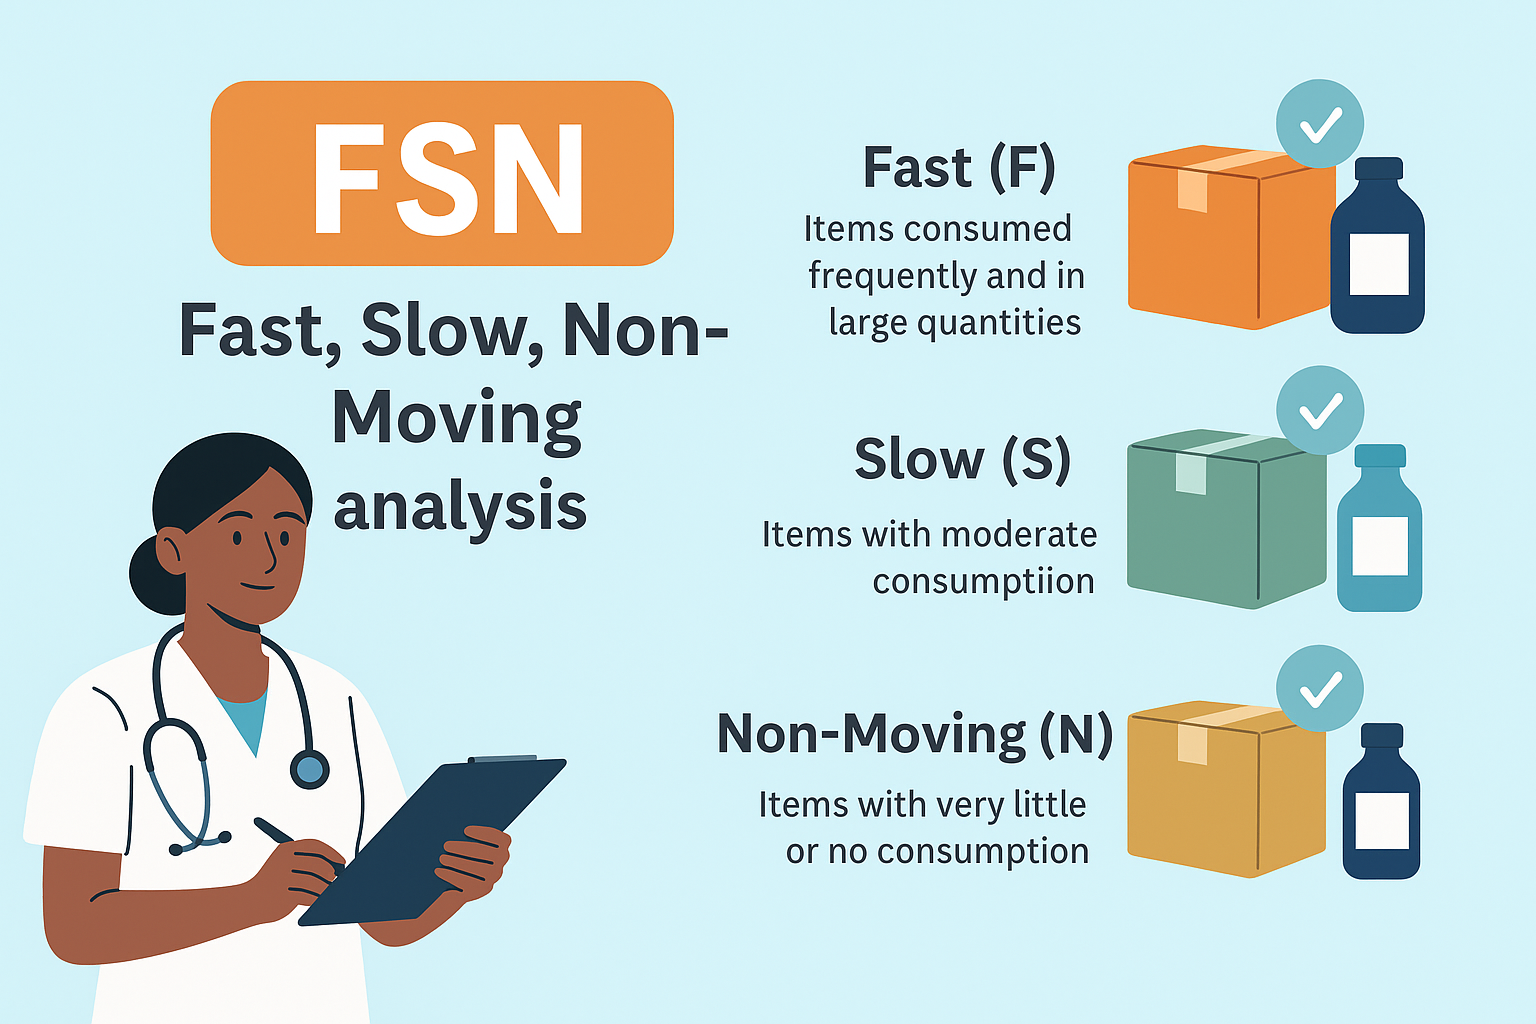 FSN
Fast, Slow, Non-
Moving
analysis
Fast (F)
Items consumed
frequently and in
large quantities
Slow (S)
Items with moderate
consumptiion
Non-Moving (N)
Items with very little
or no consumption